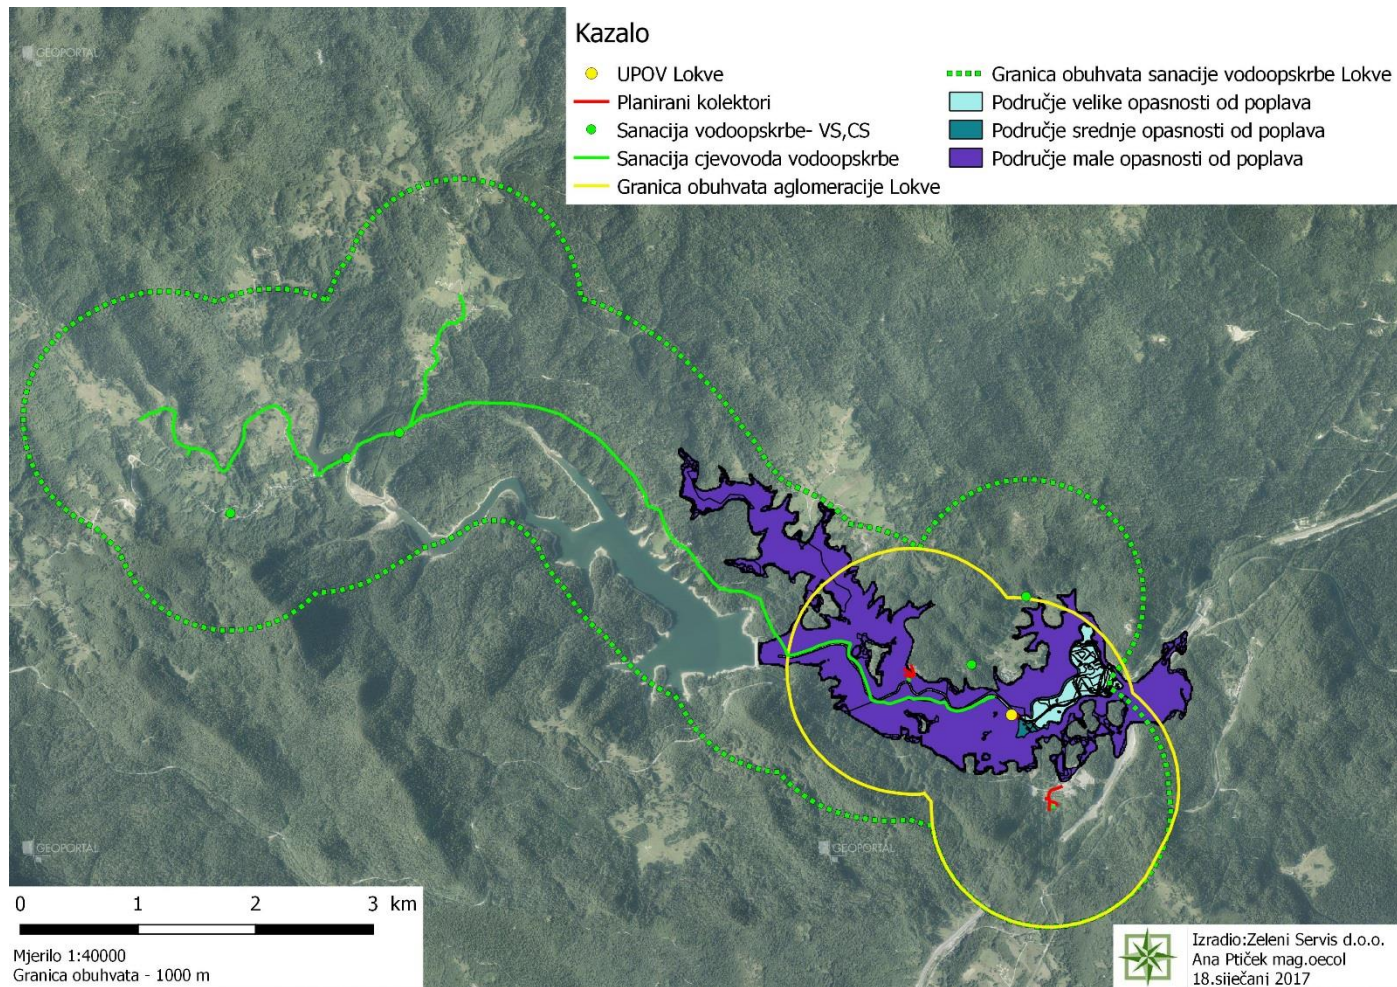 GEOPORTAL
Kazalo
UPOV Lokve
Planirani kolektori
Sanacija vodoopskrbe- VS,CS
Sanacija cjevovoda vodoopskrbe
Granica obuhvata aglomeracije Lokve
Granica obuhvata sanacije vodoopskrbe Lokve
Područje velike opasnosti od poplava
Područje srednje opasnosti od poplava
Područje male opasnosti od poplava
GEOPORTAL
GEOPORTAL
0 1 2 3 km
Mjerilo 1:40000
Granica obuhvata - 1000 m
Izradio:Zeleni Servis d.o.o.
Ana Ptiček mag.oecol
18.siječanj 2017